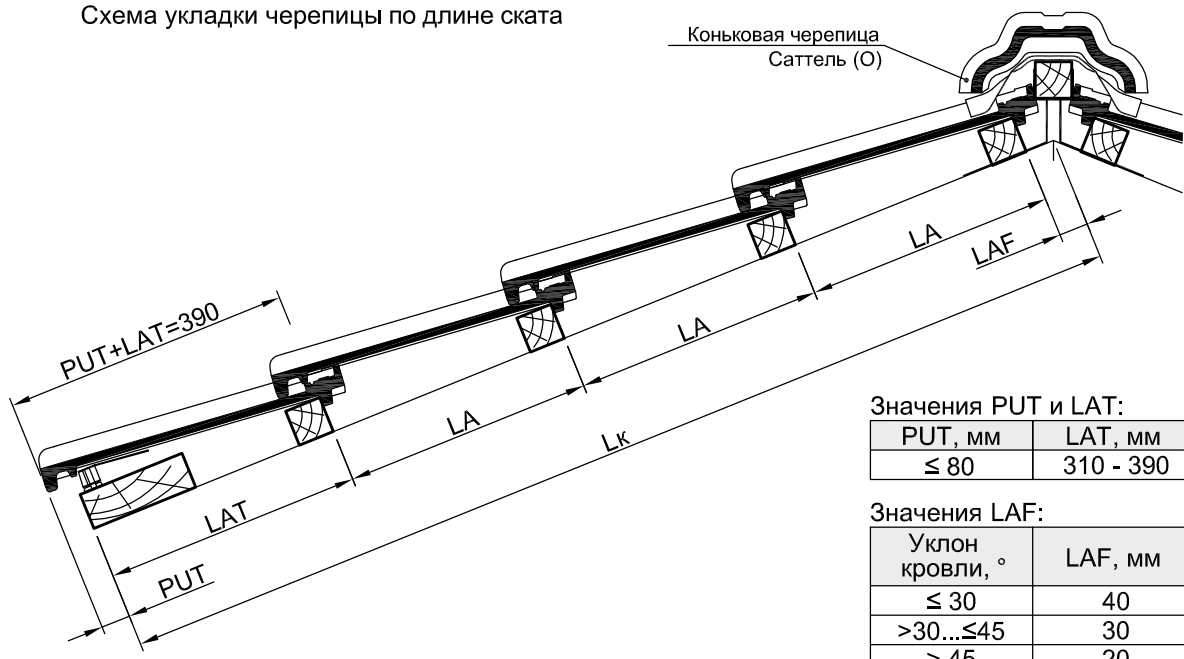 Схема укладки черепицы по длине ската
Коньковая черепица
Саттель (О)
PUT+LAT=390
LA
LAF
LA
LA
Lк
LAT
PUT
Значения PUT и LAT:
PUT, мм LAT, мм
≤ 80 310 - 390
Значения LAF:
Уклон
кровли, ° LAF, мм
≤ 30 40
>30...≤45 30
> 45 20